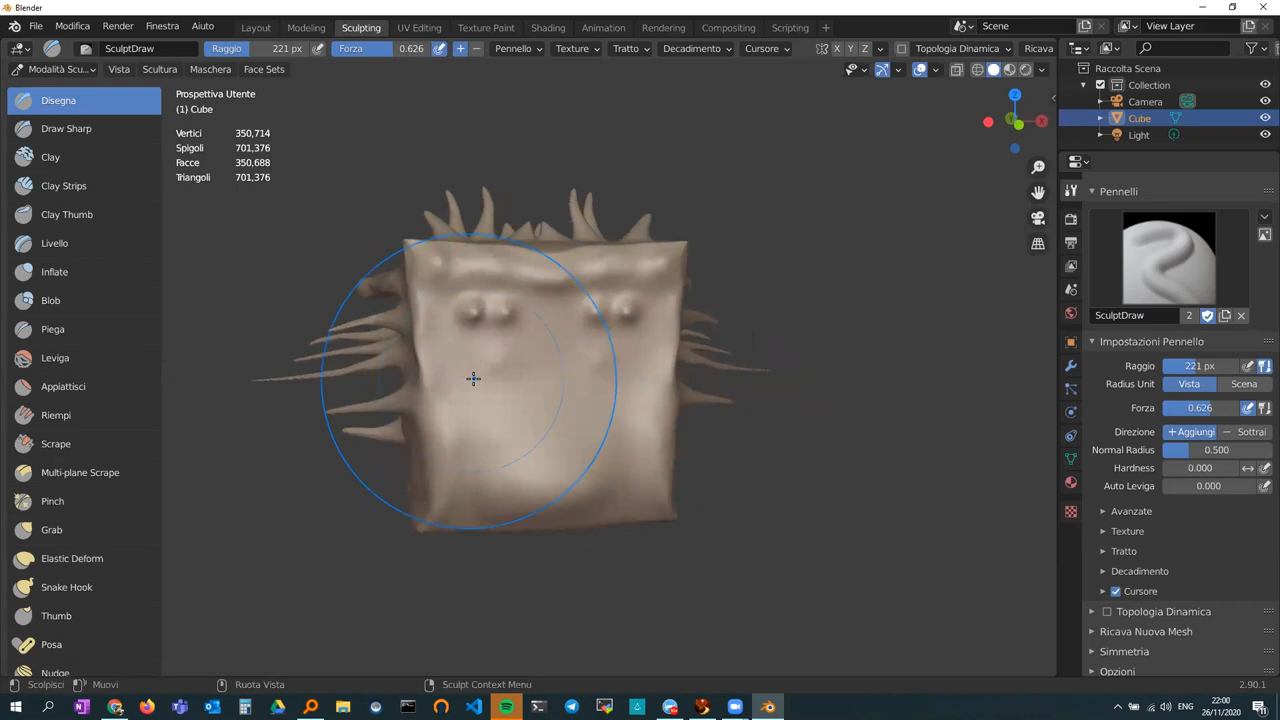 Blender
File Modifica Render Finestra Aiuto Layout Modeling Sculpting UV Editing Texture Paint Shading Animation Rendering Compositing Scripting + Scene View Layer
SculptDraw Raggio 221 px Forza 0.626 + − Pennello Texture Tratto Decadimento Cursore X Y Z Topologia Dinamica Ricava
Modalità Scu... Vista Scultura Maschera Face Sets
Raccolta Scena
Collection
Camera
Cube
Light
Disegna
Draw Sharp
Clay
Clay Strips
Clay Thumb
Livello
Inflate
Blob
Piega
Leviga
Appiattisci
Riempi
Scrape
Multi-plane Scrape
Pinch
Grab
Elastic Deform
Snake Hook
Thumb
Posa
Nudge
Prospettiva Utente
(1) Cube
Vertici 350,714
Spigoli 701,376
Facce 350,688
Triangoli 701,376
Z
X
Y
Pennelli
SculptDraw 2
Impostazioni Pennello
Raggio 221 px
Radius Unit Vista Scena
Forza 0.626
Direzione + Aggiungi − Sottrai
Normal Radius 0.500
Hardness 0.000
Auto Leviga 0.000
Avanzate
Texture
Tratto
Decadimento
Cursore
Topologia Dinamica
Ricava Nuova Mesh
Simmetria
Opzioni
Scolpisci Muovi Ruota Vista Sculpt Context Menu 2.90.1
22:00
26/11/2020